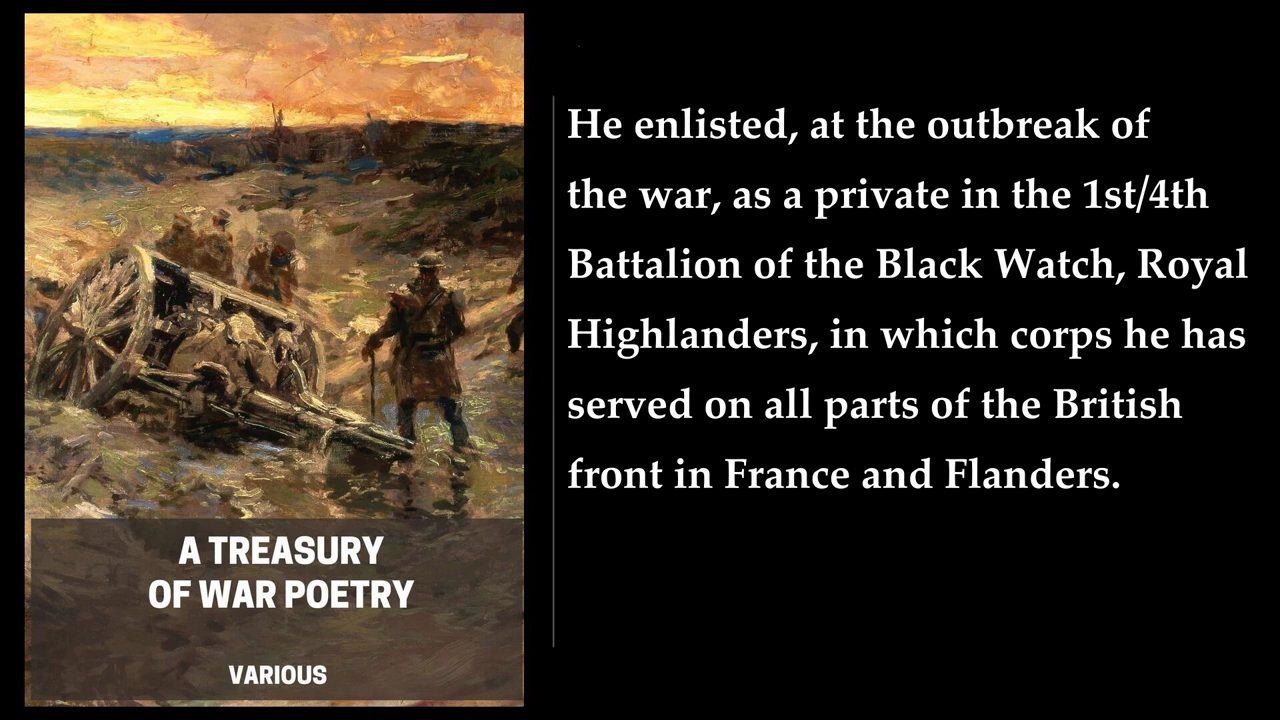 A TREASURY
OF WAR POETRY
VARIOUS
He enlisted, at the outbreak of
the war, as a private in the 1st/4th
Battalion of the Black Watch, Royal
Highlanders, in which corps he has
served on all parts of the British
front in France and Flanders.